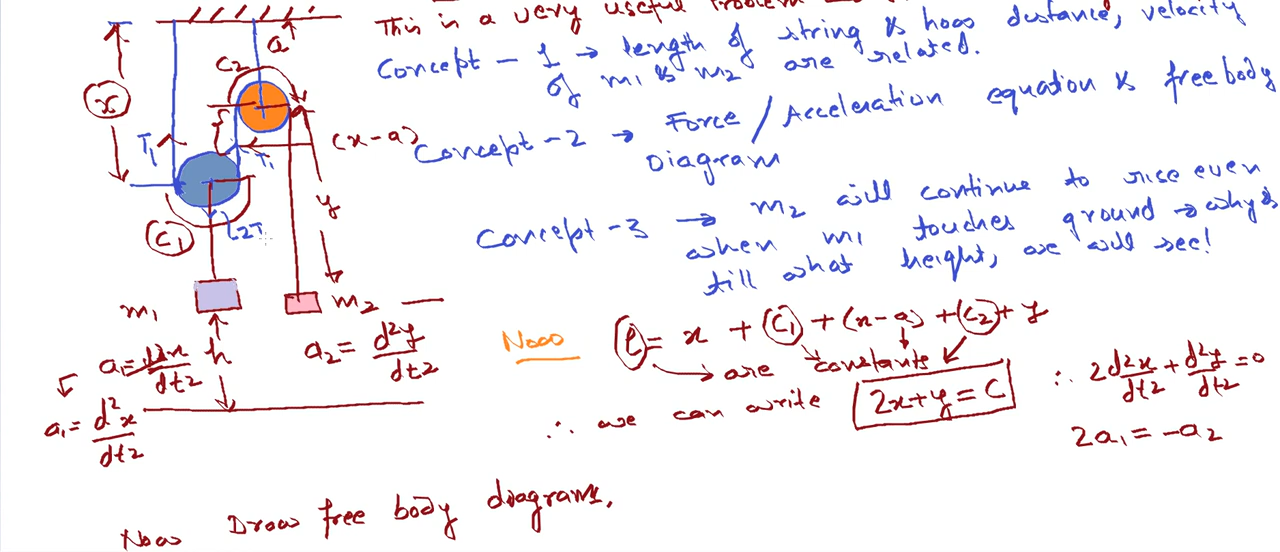 This is a very useful Problem
Concept - 1 → length of string & how distance, velocity
of m1 & m2 are related.
Concept - 2 → Force / Acceleration equation & free body
Diagram
Concept - 3 → m2 will continue to rise even
when m1 touches ground → why &
till what height, we will see!
a
C2
x
(x-a)
T1
T1
y
C1
2T
m1
m2
h
a1 = d²x/dt2
a2 = d²y/dt2
a1 = d²x/dt2
Now l = x + C1 + (x-a) + C2 + y
→ are constants
∴ we can write 2x+y = C
∴ 2d²x/dt2 + d²y/dt2 = 0
2a1 = -a2
Now Draw free body diagrams.